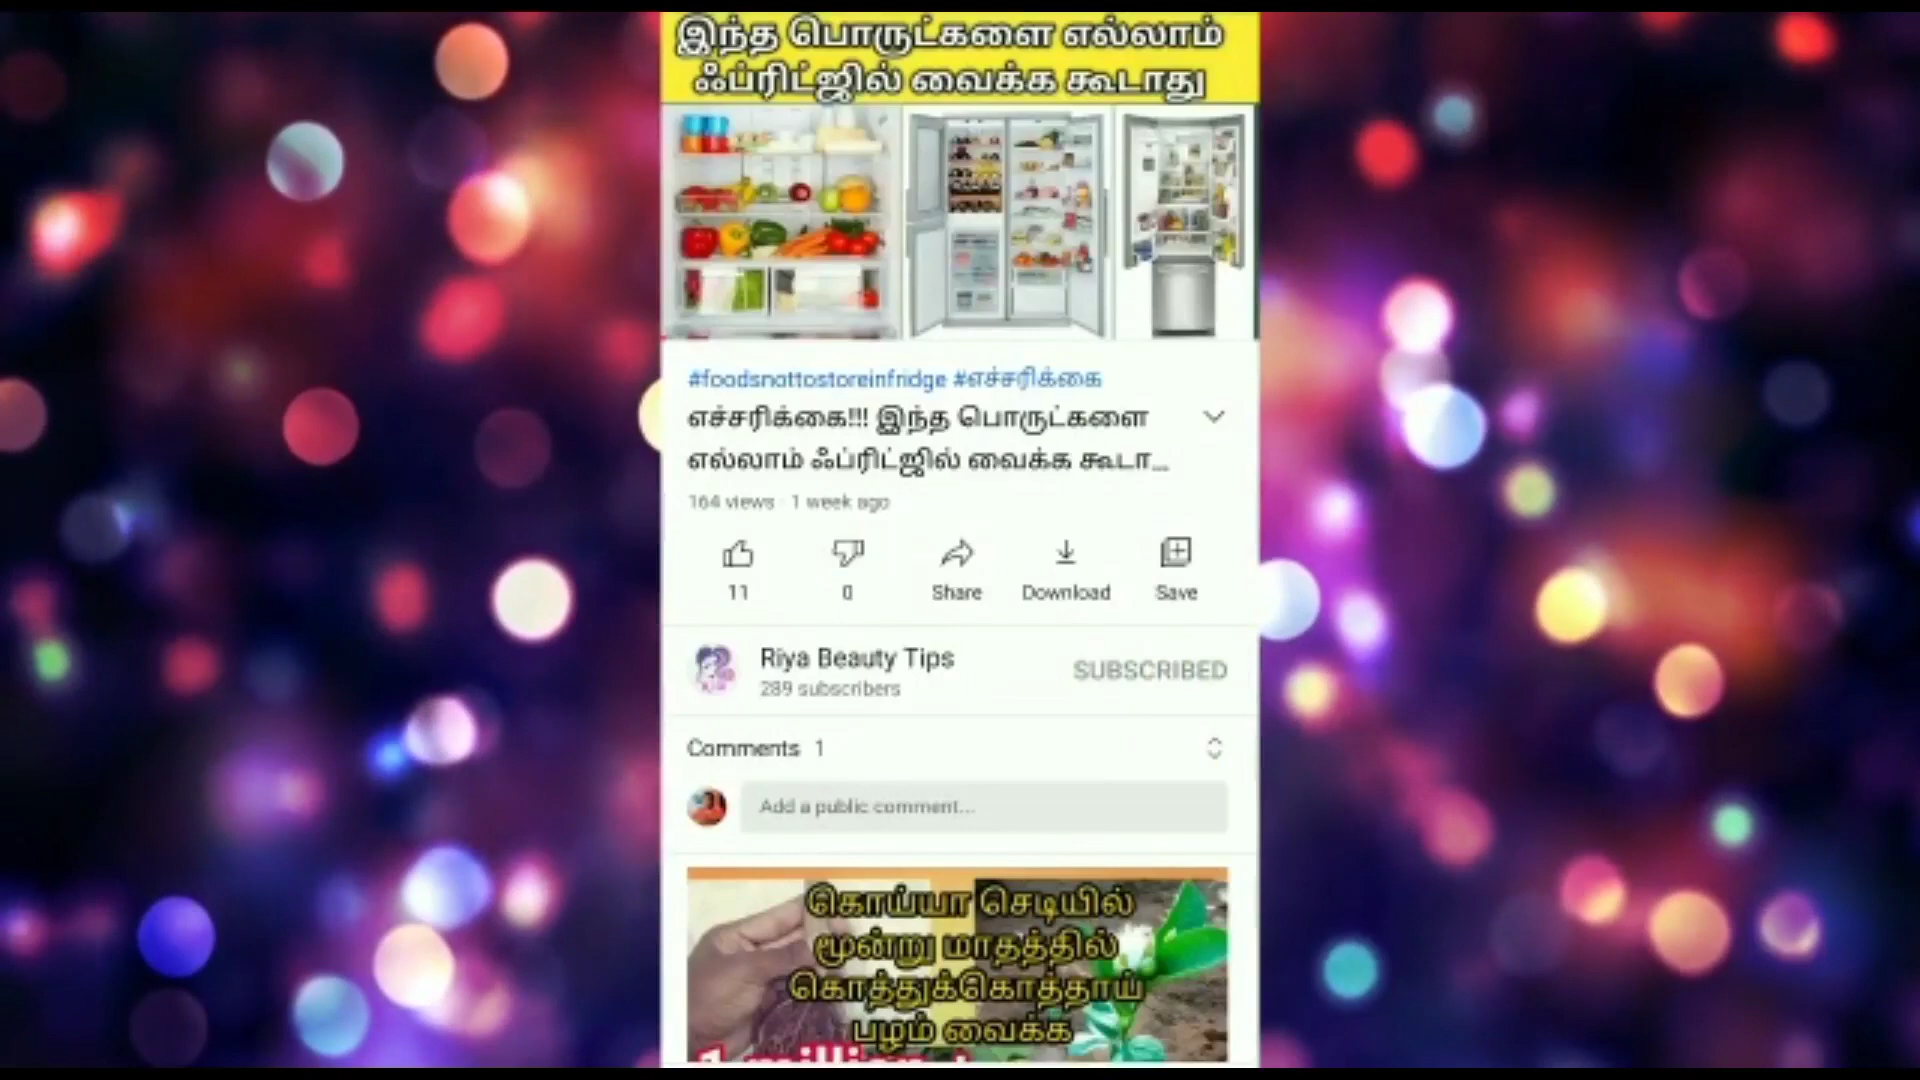 இந்த பொருட்களை எல்லாம்
ஃப்ரிட்ஜில் வைக்க கூடாது
#foodsnottostoreinfridge #எச்சரிக்கை
எச்சரிக்கை!!! இந்த பொருட்களை
எல்லாம் ஃப்ரிட்ஜில் வைக்க கூடா...
164 views · 1 week ago
11 0 Share Download Save
Riya Beauty Tips
289 subscribers
SUBSCRIBED
Comments 1
Add a public comment...
கொய்யா செடியில்
மூன்று மாதத்தில்
கொத்துக்கொத்தாய்
பழம் வைக்க